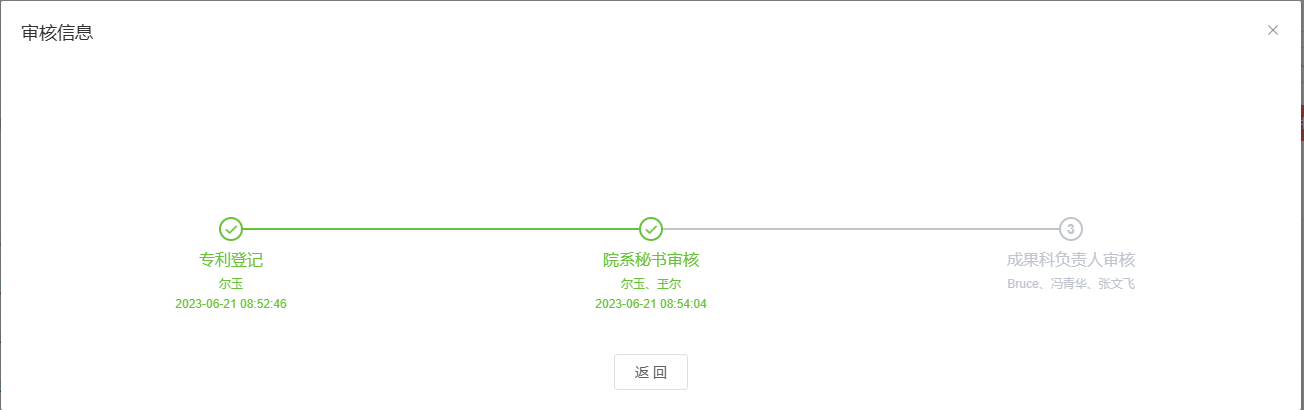 审核信息
3
专利登记
院系秘书审核
成果科负责人审核
尔玉
尔玉、王尔
Bruce、冯青华、张文飞
2023-06-21 08:52:46
2023-06-21 08:54:04
返 回